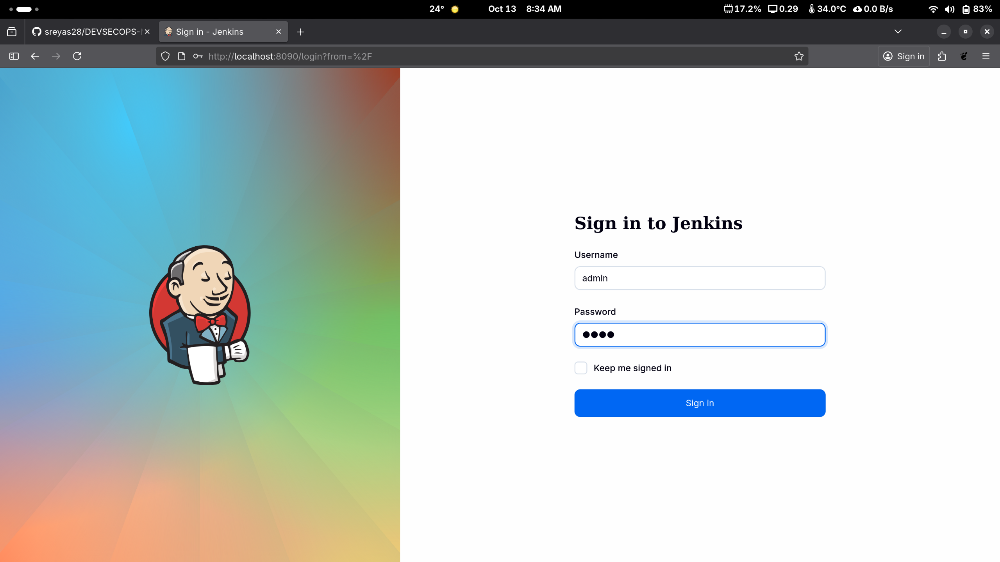 24° Oct 13 8:34 AM 17.2% 0.29 34.0°C 0.0 B/s 83%
sreyas28/DEVSECOPS- Sign in - Jenkins
http://localhost:8090/login?from=%2F Sign in
Sign in to Jenkins
Username
admin
Password
●●●●
Keep me signed in
Sign in